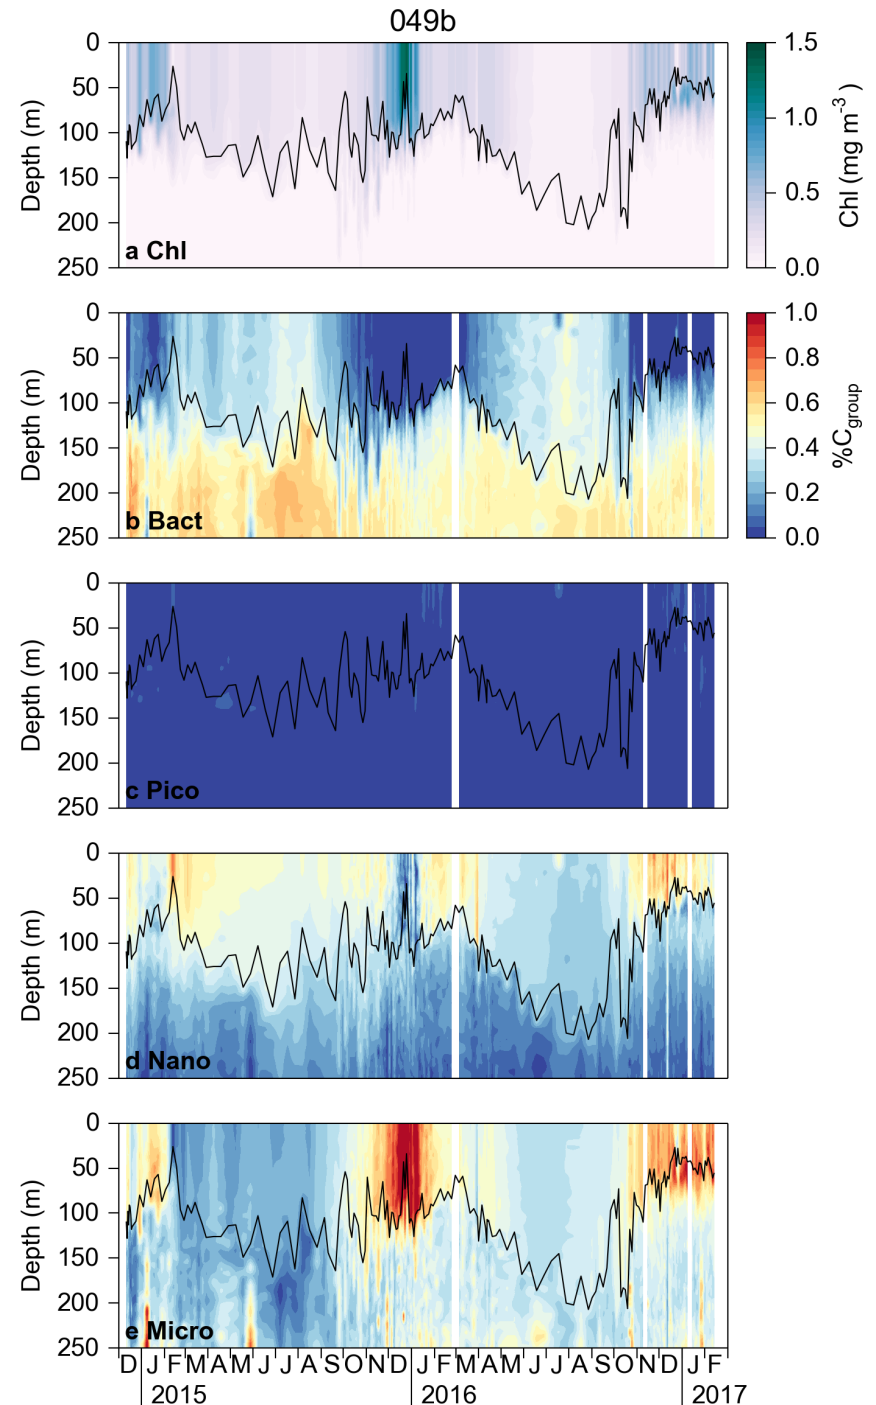 049b
0
50
100
150
200
250
Depth (m)
a Chl
1.5
1.0
0.5
0.0
Chl (mg m-3 )
0
50
100
150
200
250
Depth (m)
b Bact
1.0
0.8
0.6
0.4
0.2
0.0
%Cgroup
0
50
100
150
200
250
Depth (m)
c Pico
0
50
100
150
200
250
Depth (m)
d Nano
0
50
100
150
200
250
Depth (m)
e Micro
D J F M A M J J A S O N D J F M A M J J A S O N D J F
2015 2016 2017